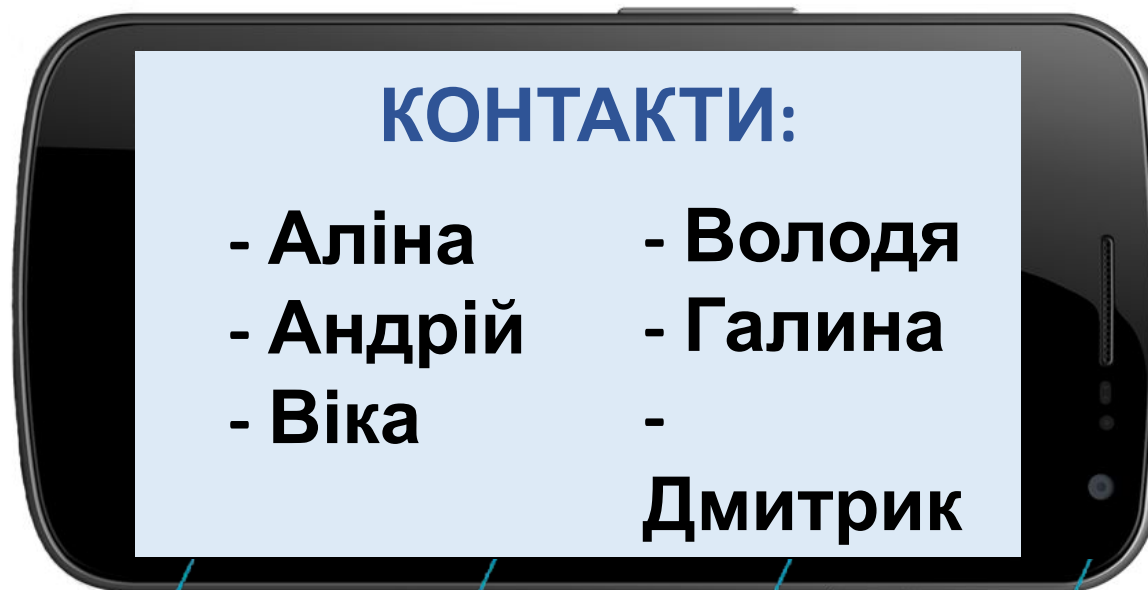 КОНТАКТИ:
- Аліна
- Андрій
- Віка
- Володя
- Галина
-
Дмитрик